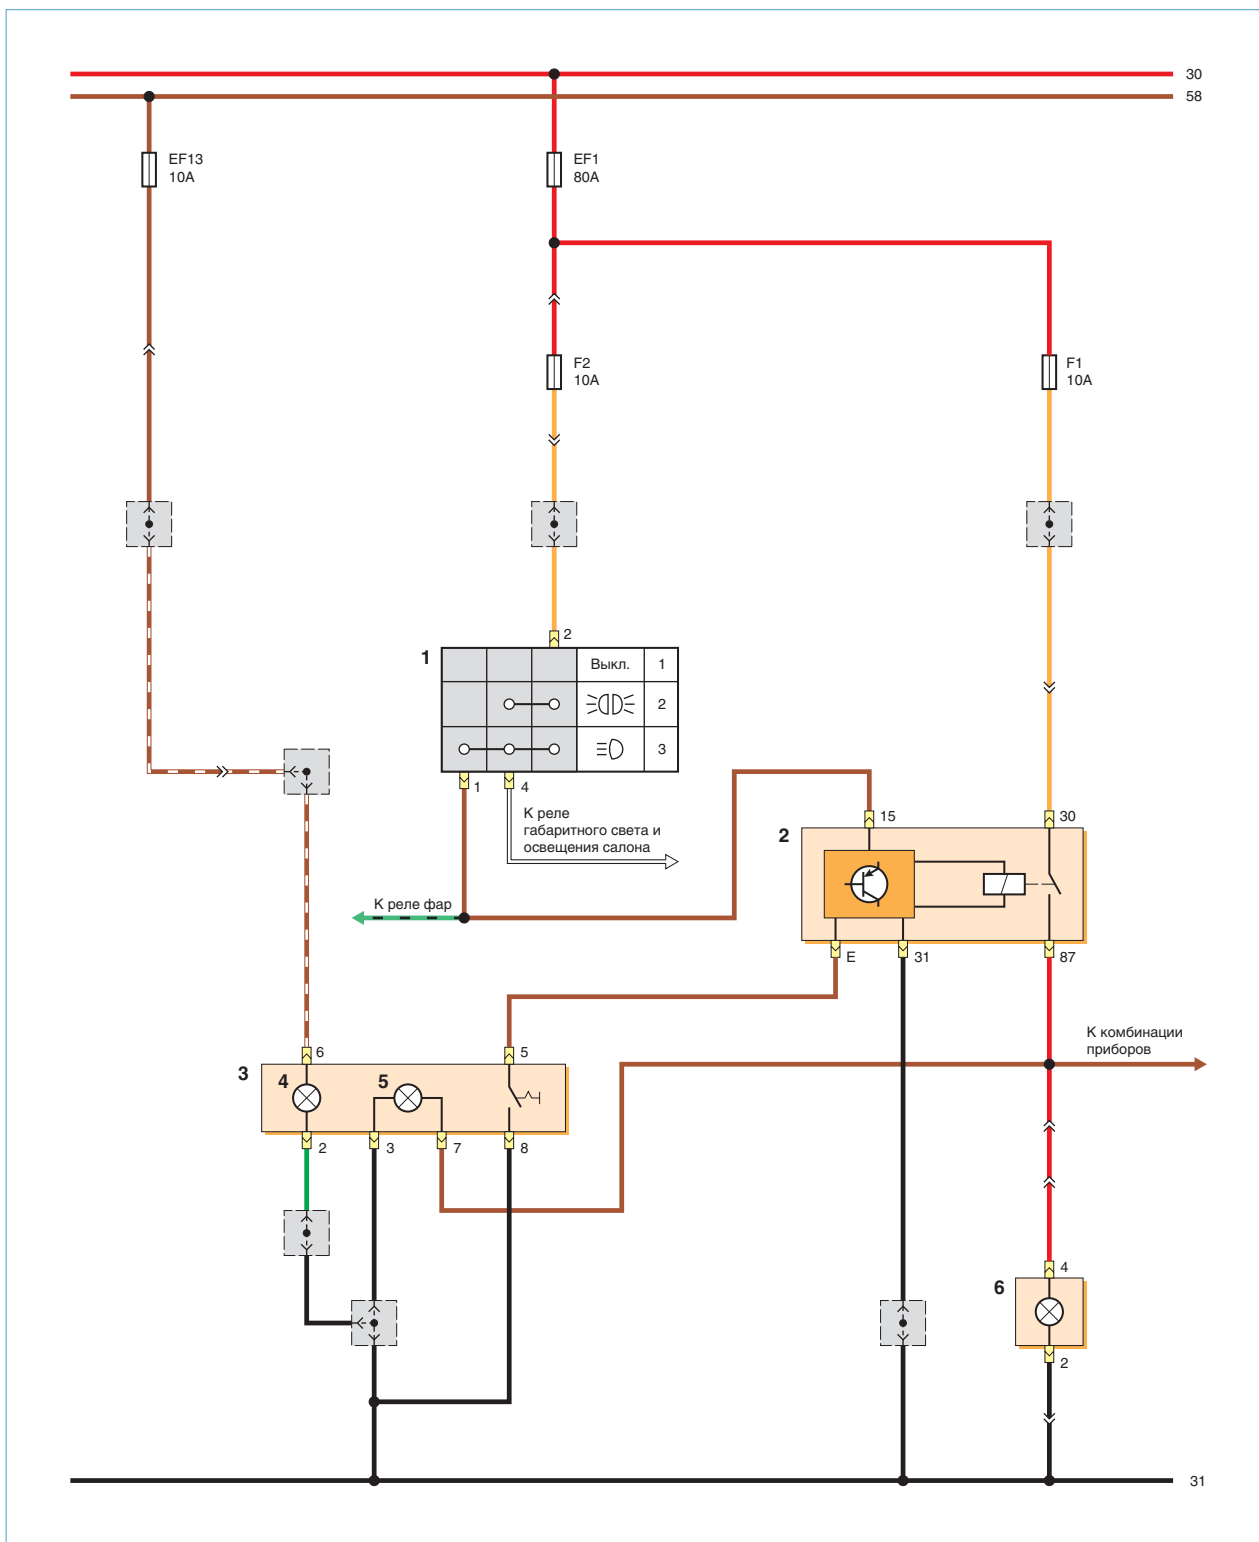 30
58
EF13
10A
EF1
80A
F2
10A
F1
10A
2
1
Выкл.
1
2
3
1
4
К реле
габаритного света и
освещения салона
К реле фар
15
30
2
E
31
87
К комбинации
приборов
6
5
3
4
5
2
3
7
8
4
6
2
31